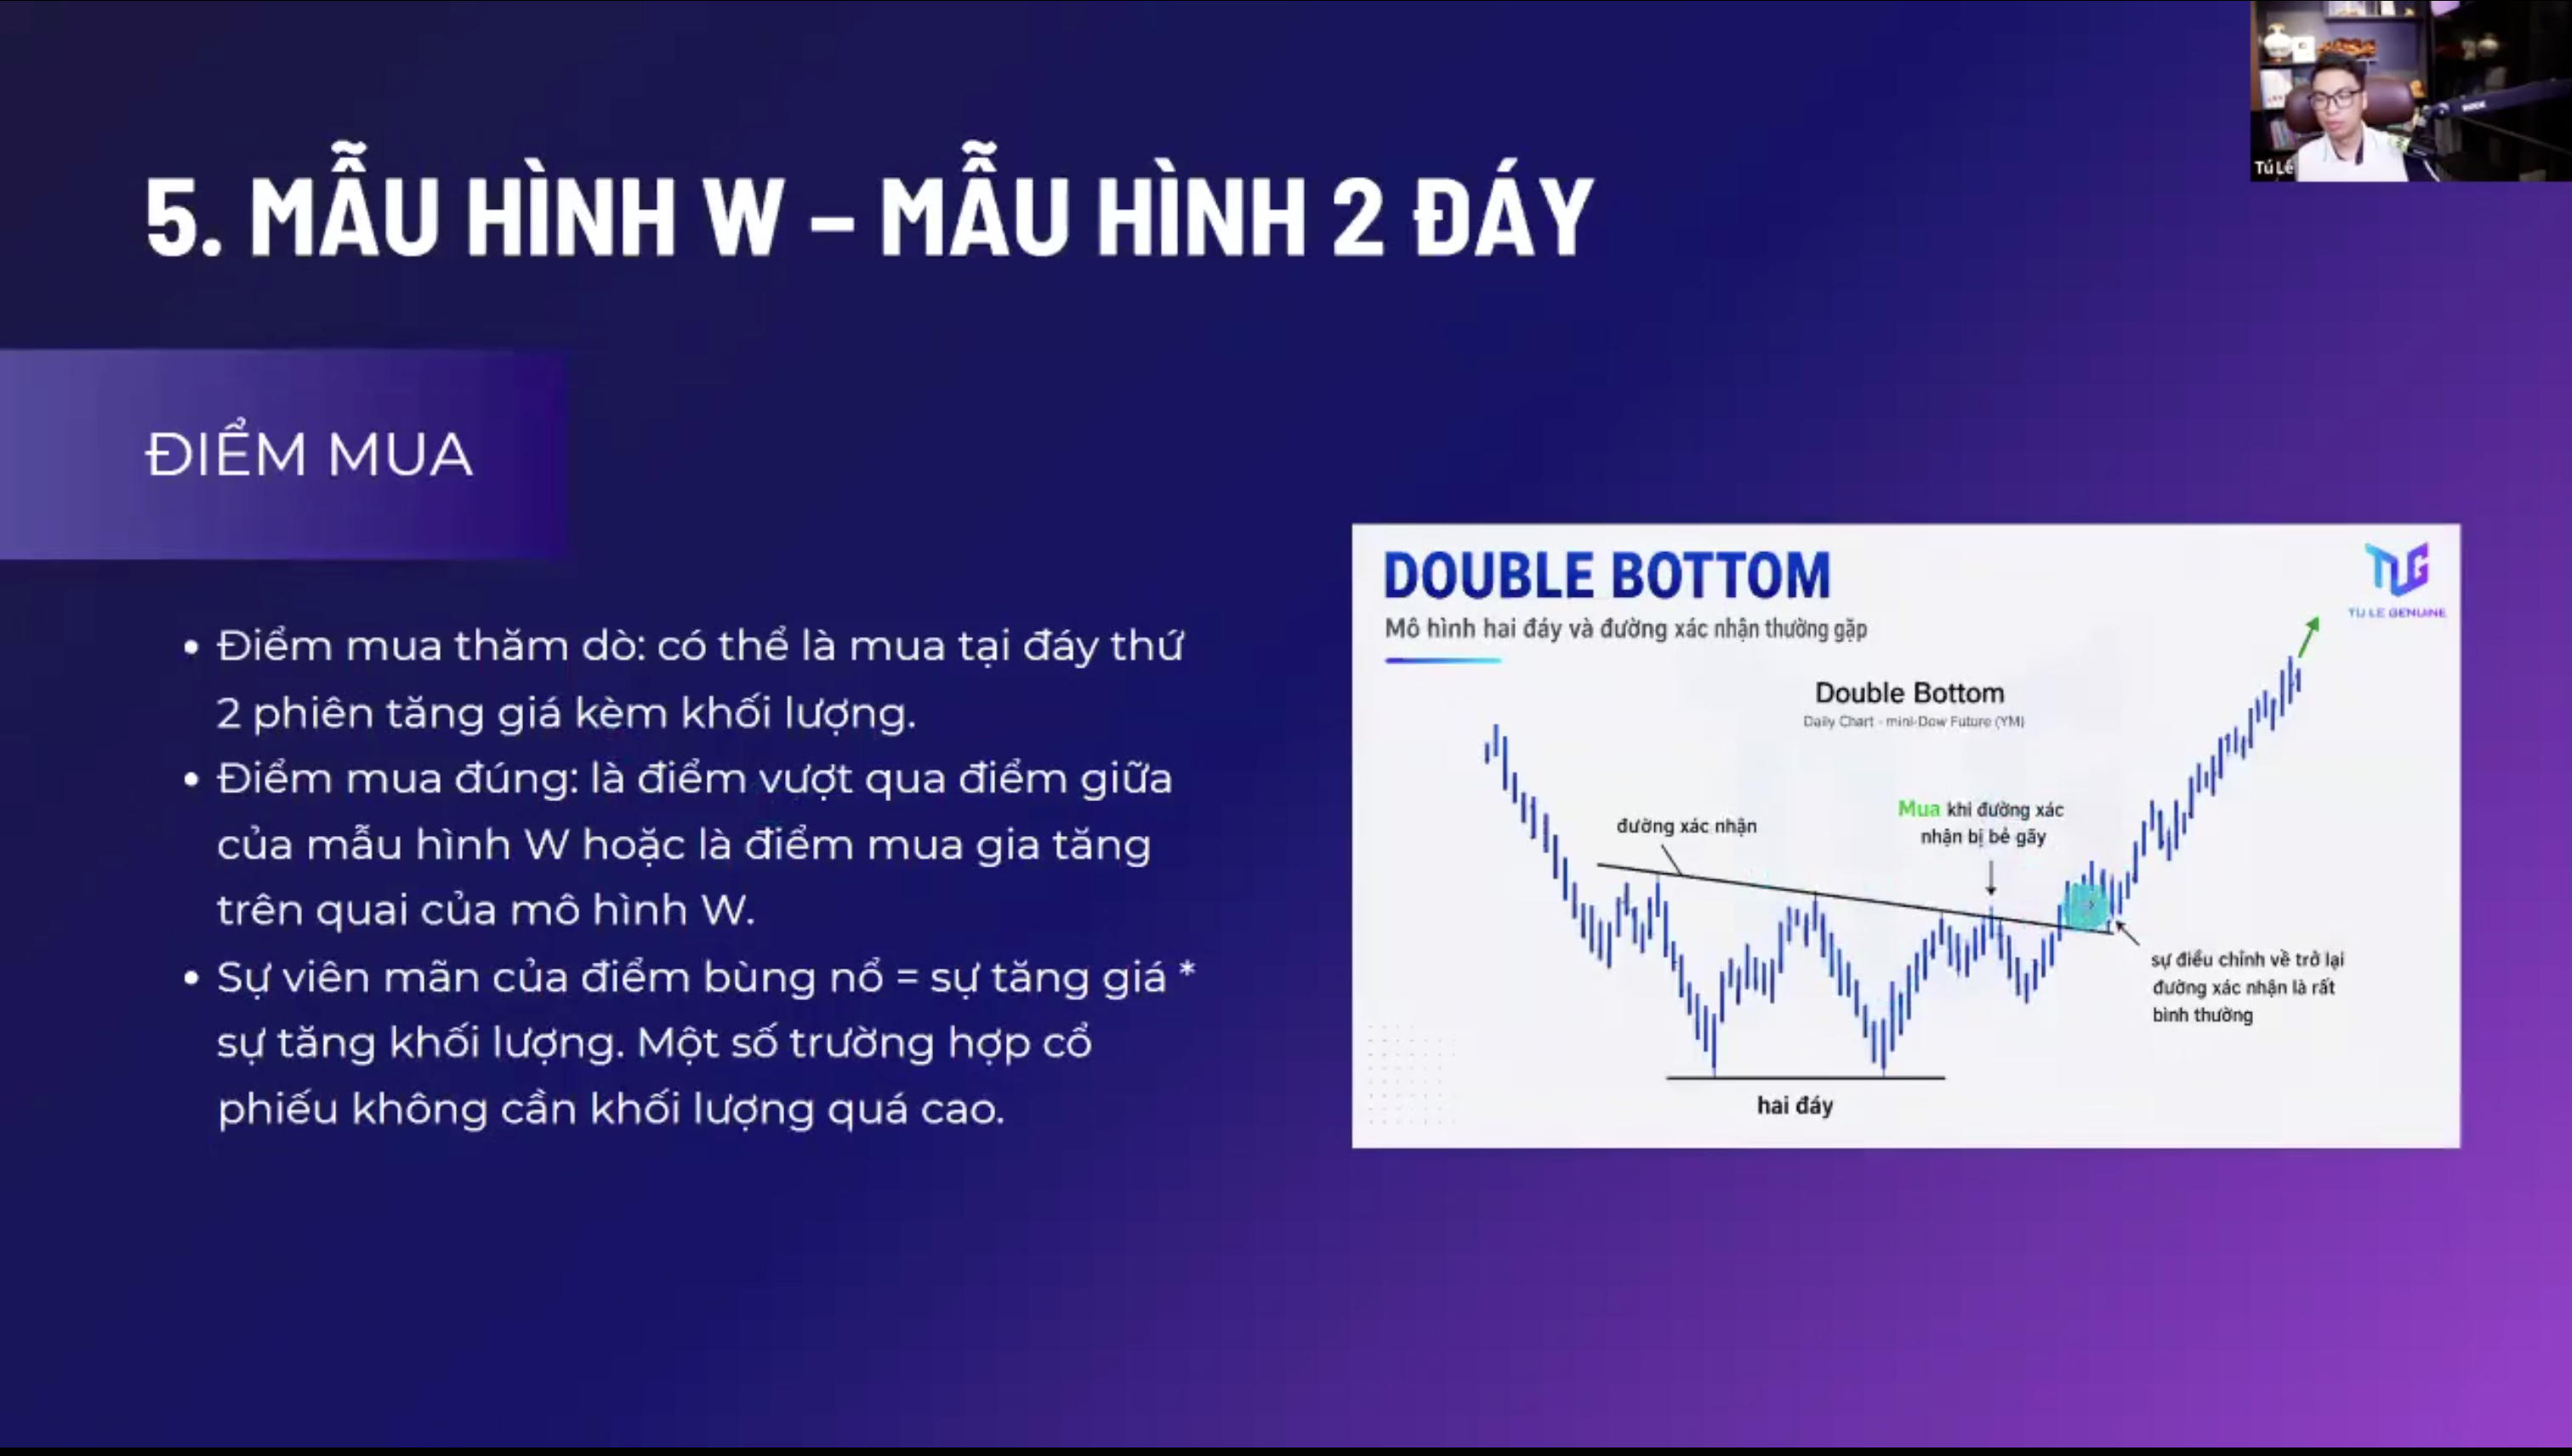 Tú Lê
5. MẪU HÌNH W – MẪU HÌNH 2 ĐÁY
ĐIỂM MUA
• Điểm mua thăm dò: có thể là mua tại đáy thứ
2 phiên tăng giá kèm khối lượng.
• Điểm mua đúng: là điểm vượt qua điểm giữa
của mẫu hình W hoặc là điểm mua gia tăng
trên quai của mô hình W.
• Sự viên mãn của điểm bùng nổ = sự tăng giá *
sự tăng khối lượng. Một số trường hợp cổ
phiếu không cần khối lượng quá cao.
DOUBLE BOTTOM
Mô hình hai đáy và đường xác nhận thường gặp
TLG
TU LE GENUINE
Double Bottom
Daily Chart - mini-Dow Future (YM)
đường xác nhận
Mua khi đường xác
nhận bị bẻ gãy
sự điều chỉnh về trở lại
đường xác nhận là rất
bình thường
hai đáy